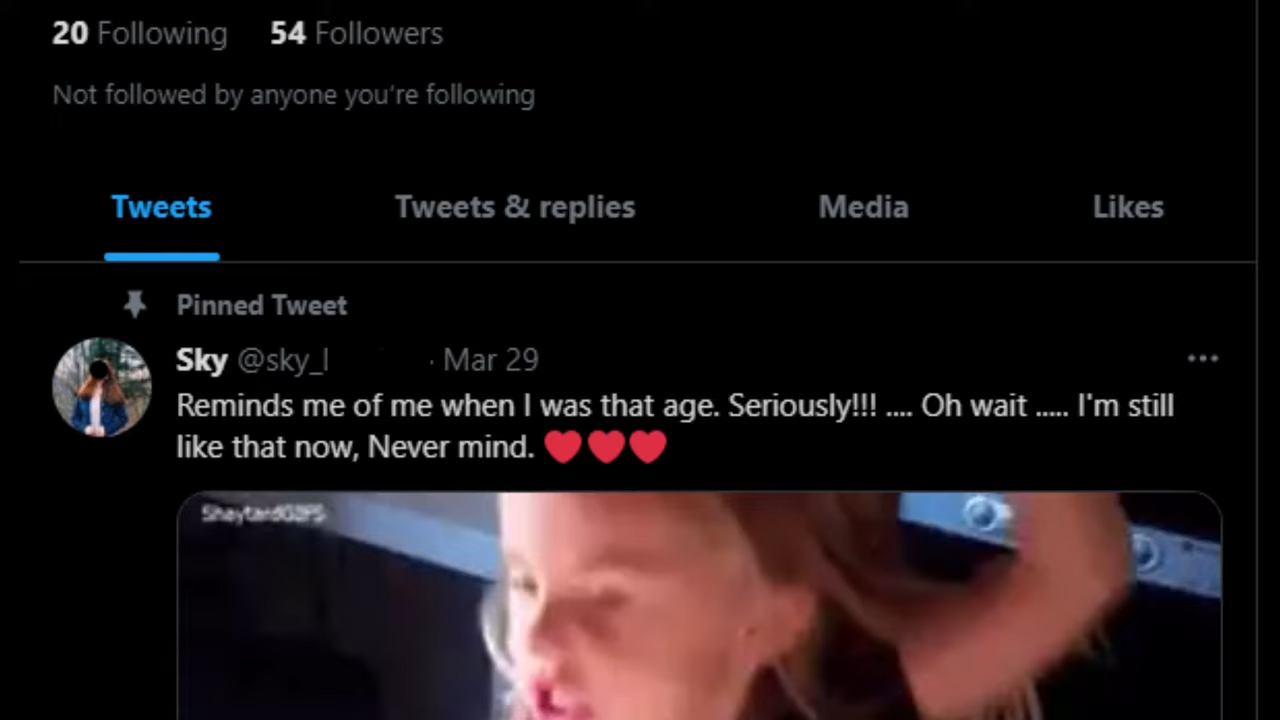 20 Following 54 Followers
Not followed by anyone you're following
Tweets Tweets & replies Media Likes
Pinned Tweet
Sky @sky_l · Mar 29
Reminds me of me when I was that age. Seriously!!! .... Oh wait ..... I'm still
like that now, Never mind. ❤️❤️❤️
ShaytardGIFS